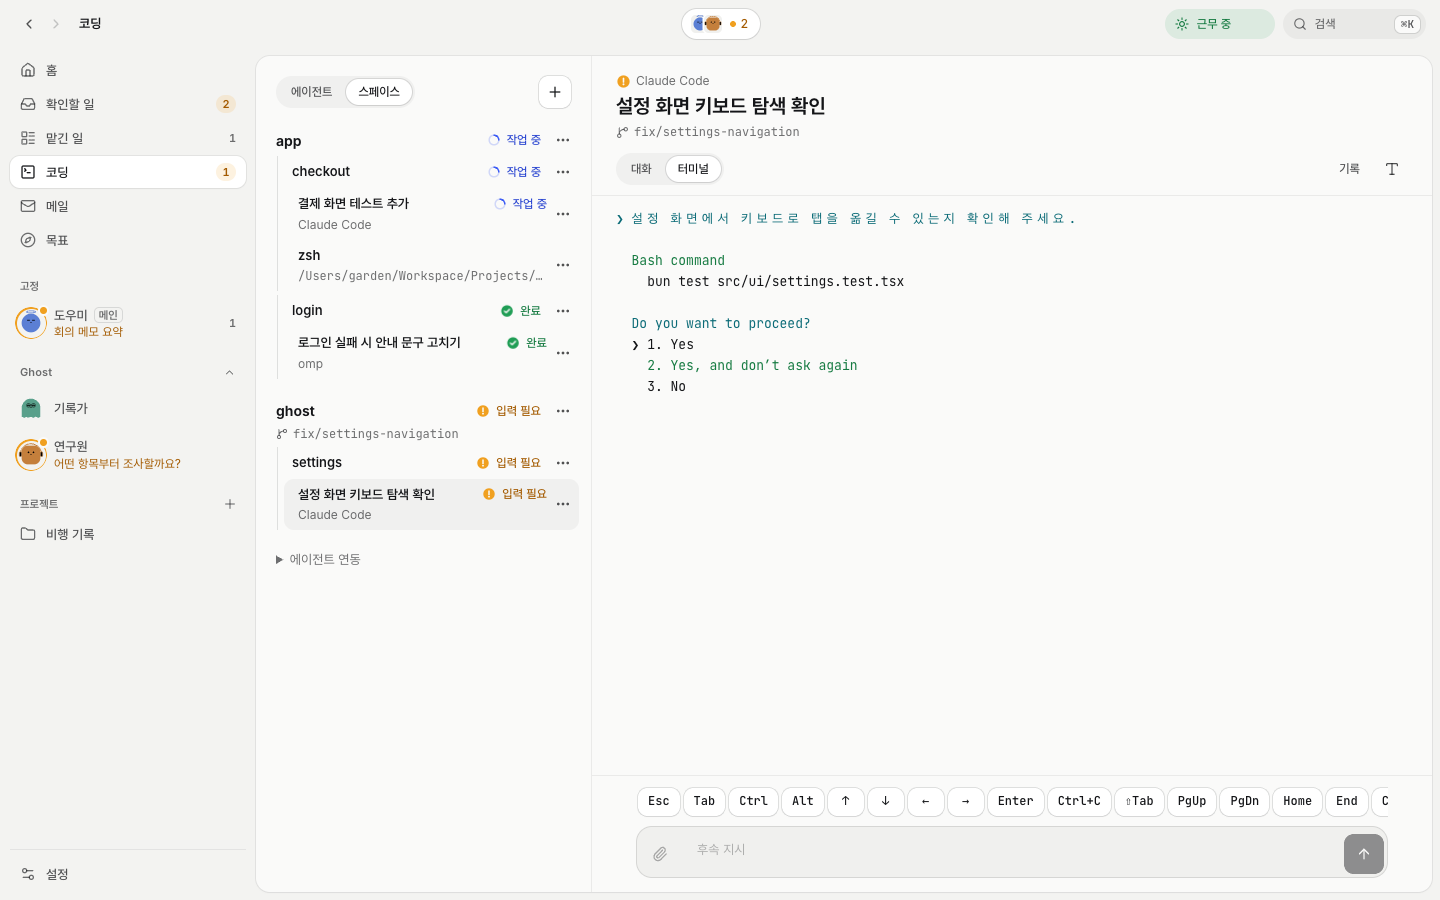 코딩
2
근무 중
검색
⌘K
홈
확인할 일
2
맡긴 일
1
코딩
1
메일
목표
고정
도우미
메인
회의 메모 요약
1
Ghost
기록가
연구원
어떤 항목부터 조사할까요?
프로젝트
비행 기록
설정
에이전트
스페이스
app
작업 중
checkout
작업 중
결제 화면 테스트 추가
작업 중
Claude Code
zsh
/Users/garden/Workspace/Projects/…
login
완료
로그인 실패 시 안내 문구 고치기
완료
omp
ghost
입력 필요
fix/settings-navigation
settings
입력 필요
설정 화면 키보드 탐색 확인
입력 필요
Claude Code
에이전트 연동
Claude Code
설정 화면 키보드 탐색 확인
fix/settings-navigation
대화
터미널
기록
❯ 설정 화면에서 키보드로 탭을 옮길 수 있는지 확인해 주세요.
Bash command
bun test src/ui/settings.test.tsx
Do you want to proceed?
❯ 1. Yes
2. Yes, and don’t ask again
3. No
Esc
Tab
Ctrl
Alt
↑
↓
←
→
Enter
Ctrl+C
⇧Tab
PgUp
PgDn
Home
End
C
후속 지시